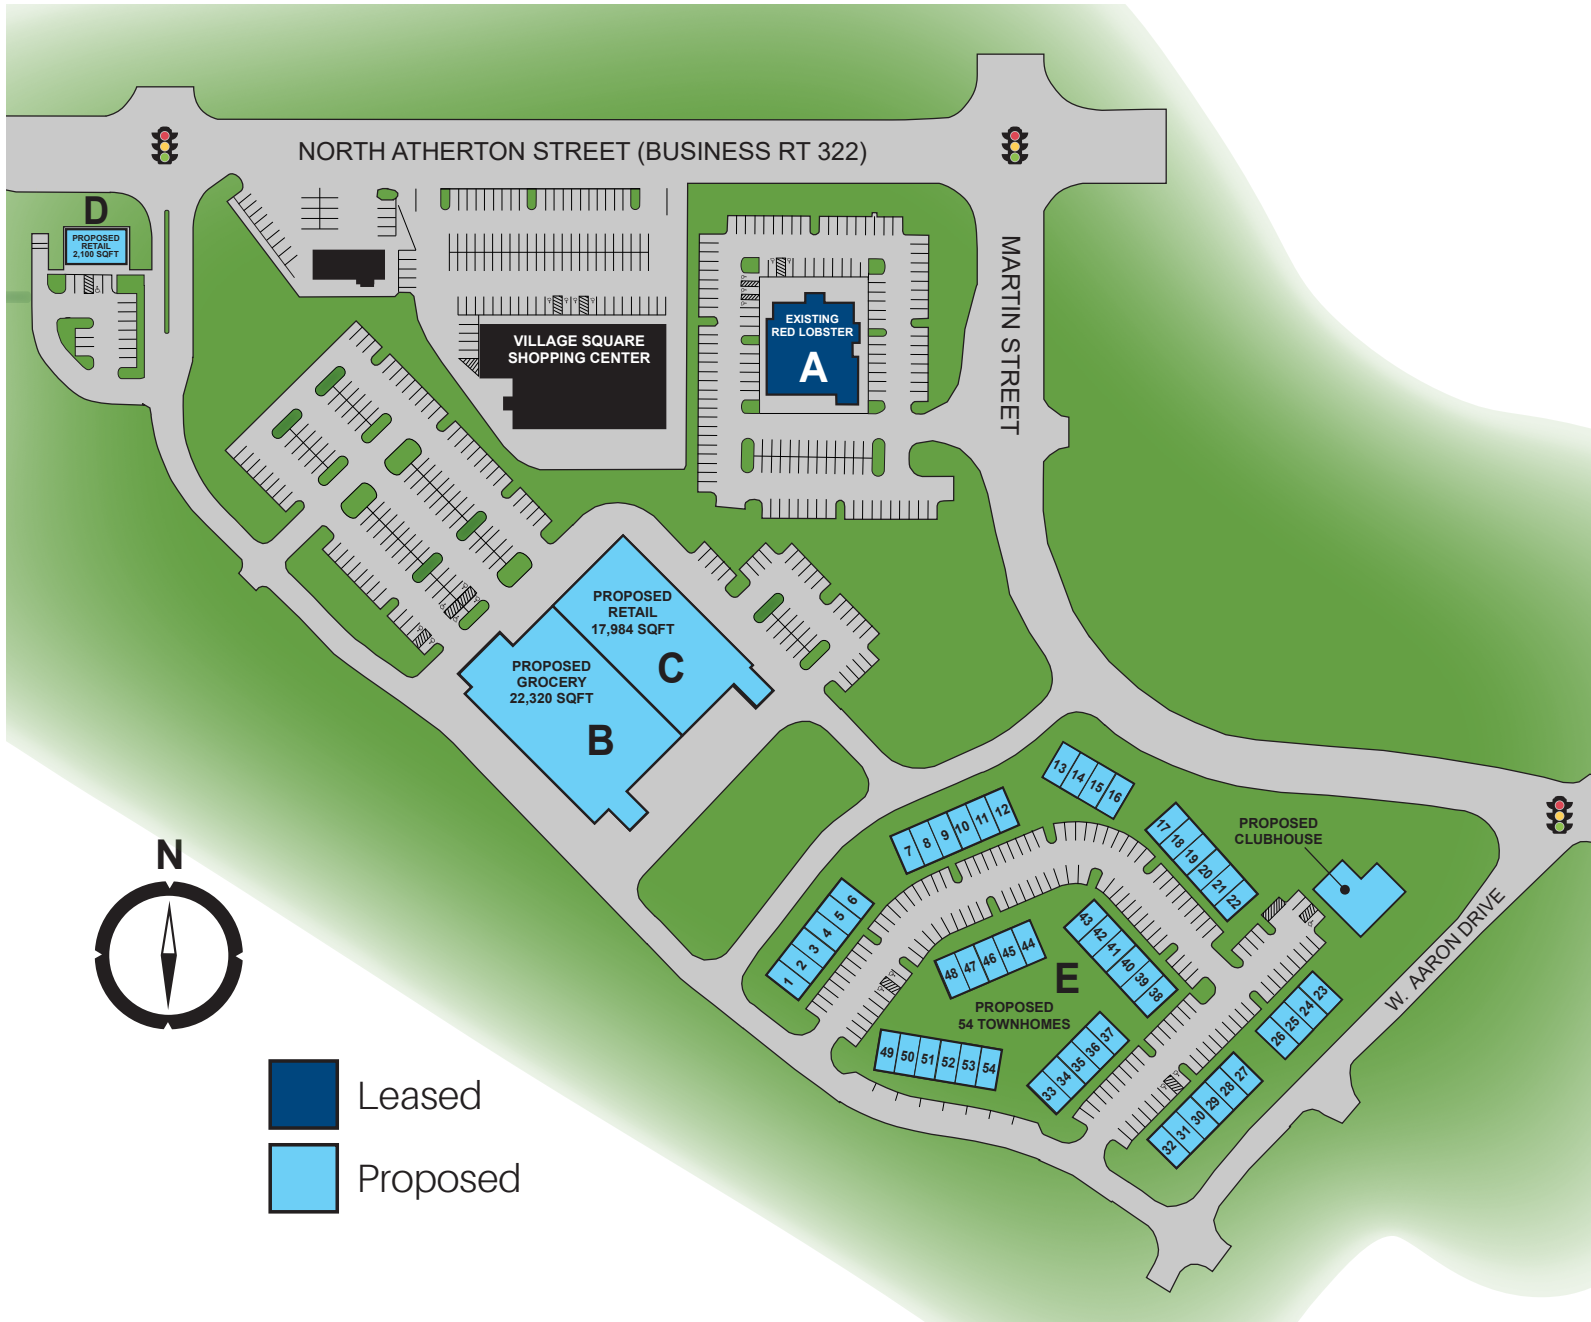 NORTH ATHERTON STREET (BUSINESS RT 322)
D
PROPOSED
RETAIL
2,100 SQFT
VILLAGE SQUARE
SHOPPING CENTER
EXISTING
RED LOBSTER
A
MARTIN STREET
PROPOSED
RETAIL
17,984 SQFT
C
PROPOSED
GROCERY
22,320 SQFT
B
13 14 15 16
7 8 9 10 11 12
17 18 19 20 21 22
PROPOSED
CLUBHOUSE
1 2 3 4 5 6
48 47 46 45 44
43 42 41 40 39 38
E
PROPOSED
54 TOWNHOMES
W. AARON DRIVE
26 25 24 23
49 50 51 52 53 54
33 34 35 36 37
32 31 30 29 28 27
N
Leased
Proposed